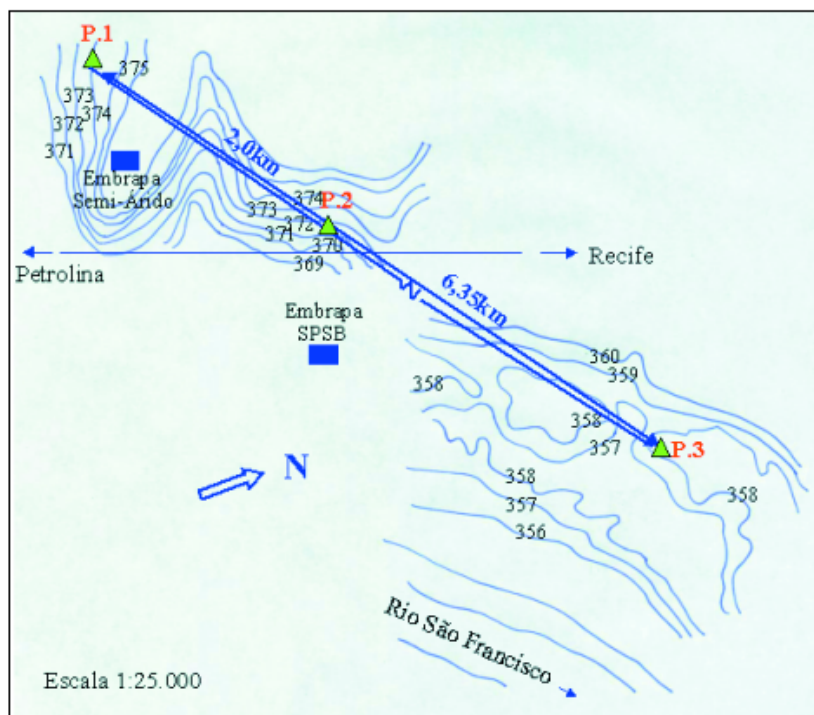 P.1
375
373
374
372
371
Embrapa
Semi-Árido
2,0km
374
373
P.2
372
371
370
369
Petrolina
Recife
6,35km
Embrapa
SPSB
360
359
358
358
357
P.3
N
358
358
357
356
Rio São Francisco
Escala 1:25.000